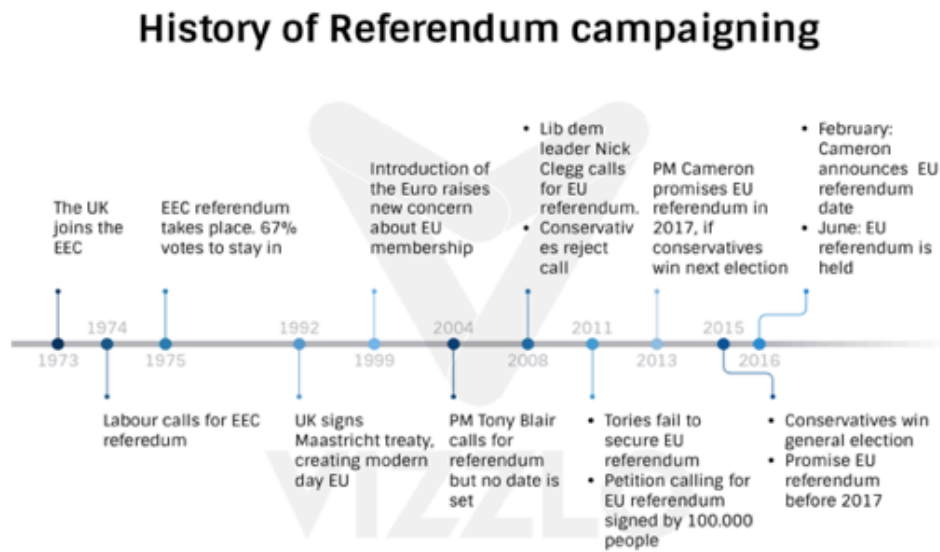 History of Referendum campaigning
The UK
joins the
EEC
EEC referendum
takes place. 67%
votes to stay in
Introduction of
the Euro raises
new concern
about EU
membership
• Lib dem
leader Nick
Clegg calls
for EU
referendum.
• Conservativ
es reject
call
PM Cameron
promises EU
referendum in
2017, if
conservatives
win next election
• February:
Cameron
announces EU
referendum
date
• June: EU
referendum is
held
1974
1992
2004
2011
2015
1973
1975
1999
2008
2013
2016
Labour calls for EEC
referedum
UK signs
Maastricht treaty,
creating modern
day EU
PM Tony Blair
calls for
referendum
but no date is
set
• Tories fail to
secure EU
referendum
• Petition calling for
EU referendum
signed by 100.000
people
• Conservatives win
general election
• Promise EU
referendum
before 2017